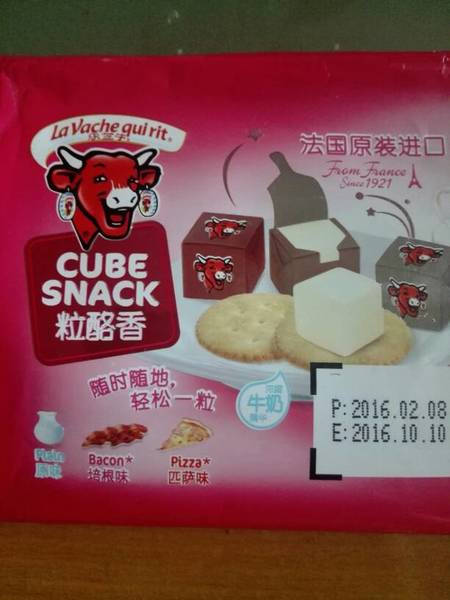 La Vache qui rit.
乐芝牛
法国原装进口
From France
Since 1921
CUBE
SNACK
粒酪香
随时随地,
轻松一粒
牛奶
P:2016.02.08
E:2016.10.10
Plain
原味
Bacon*
培根味
Pizza*
匹萨味